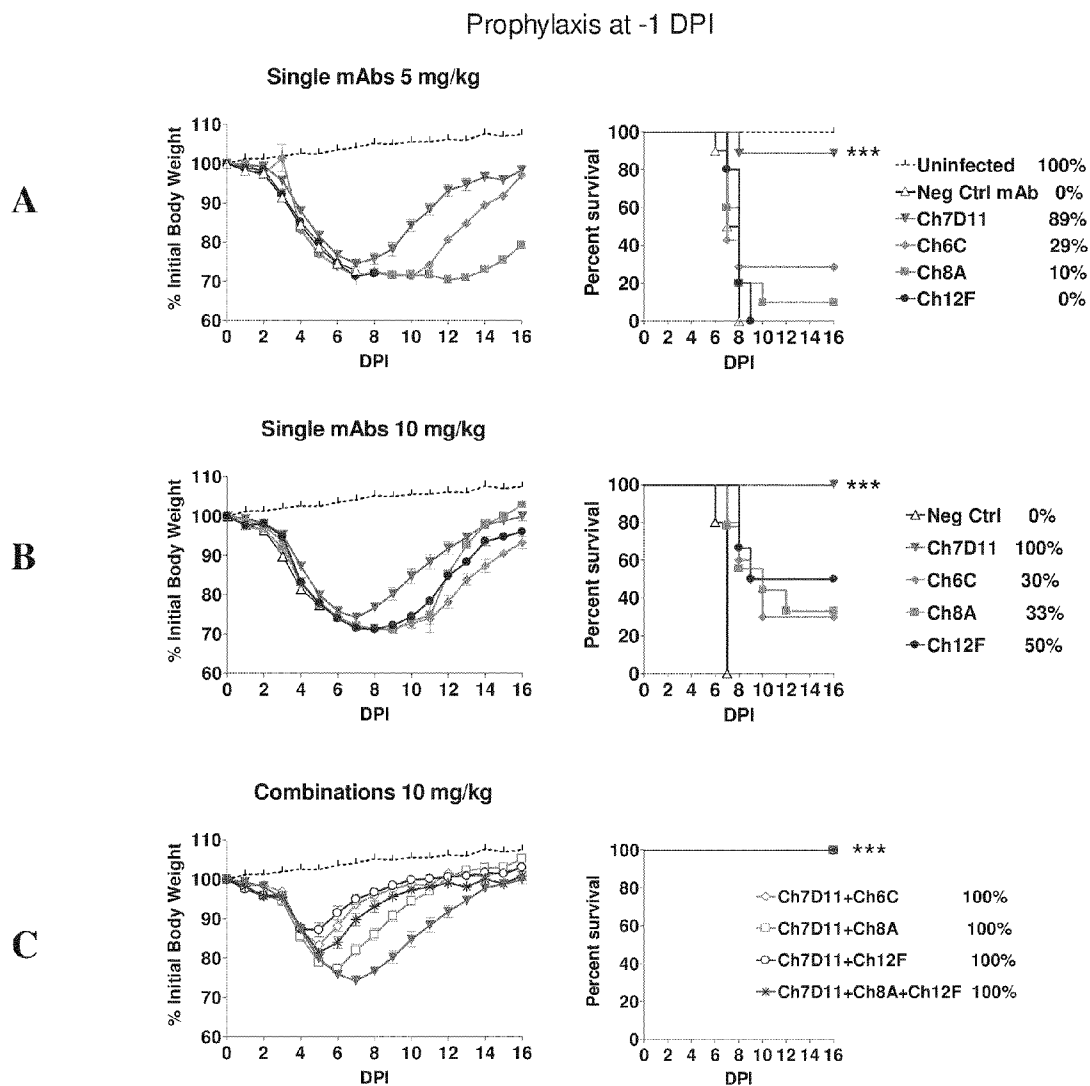 Prophylaxis at -1 DPI
Single mAbs 5 mg/kg
A
% Initial Body Weight
110
100
90
80
70
60
0 2 4 6 8 10 12 14 16
DPI
Percent survival
100
80
60
40
20
0
0 2 4 6 8 10 12 14 16
DPI
***
Uninfected 100%
Neg Ctrl mAb 0%
Ch7D11 89%
Ch6C 29%
Ch8A 10%
Ch12F 0%
Single mAbs 10 mg/kg
B
% Initial Body Weight
110
100
90
80
70
60
0 2 4 6 8 10 12 14 16
DPI
Percent survival
100
80
60
40
20
0
0 2 4 6 8 10 12 14 16
DPI
***
Neg Ctrl 0%
Ch7D11 100%
Ch6C 30%
Ch8A 33%
Ch12F 50%
Combinations 10 mg/kg
C
% Initial Body Weight
110
100
90
80
70
60
0 2 4 6 8 10 12 14 16
DPI
Percent survival
100
80
60
40
20
0
0 2 4 6 8 10 12 14 16
DPI
***
Ch7D11+Ch6C 100%
Ch7D11+Ch8A 100%
Ch7D11+Ch12F 100%
Ch7D11+Ch8A+Ch12F 100%